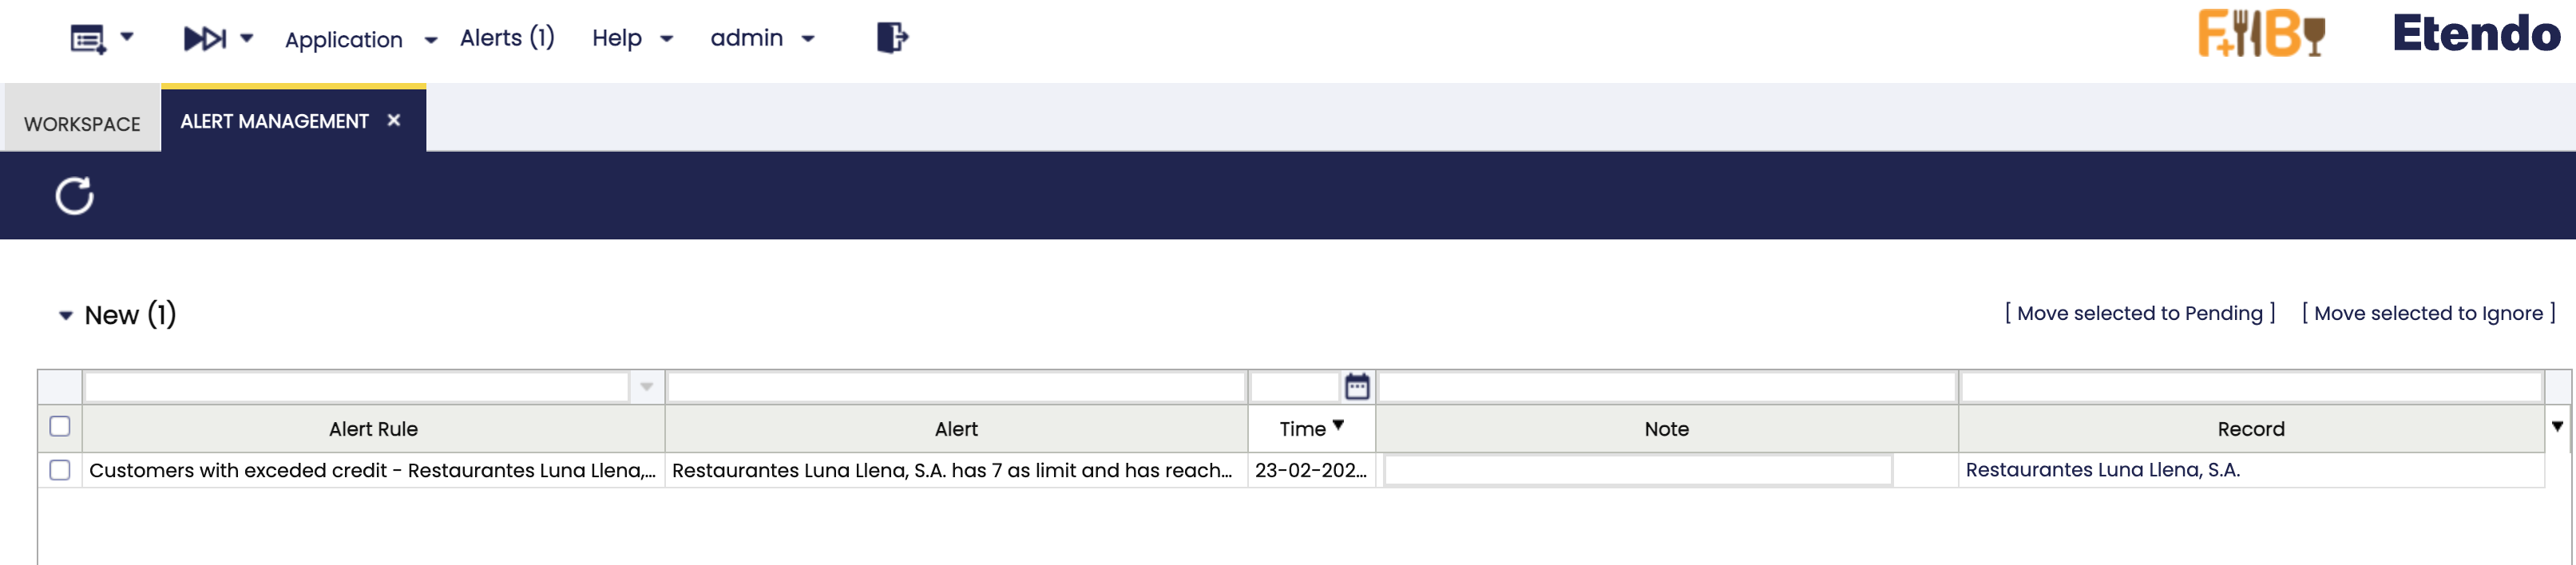 Application Alerts (1) Help admin F+B Etendo
WORKSPACE ALERT MANAGEMENT ×
New (1) [ Move selected to Pending ] [ Move selected to Ignore ]
Alert Rule Alert Time Note Record
Customers with exceded credit - Restaurantes Luna Llena,... Restaurantes Luna Llena, S.A. has 7 as limit and has reach... 23-02-202... Restaurantes Luna Llena, S.A.